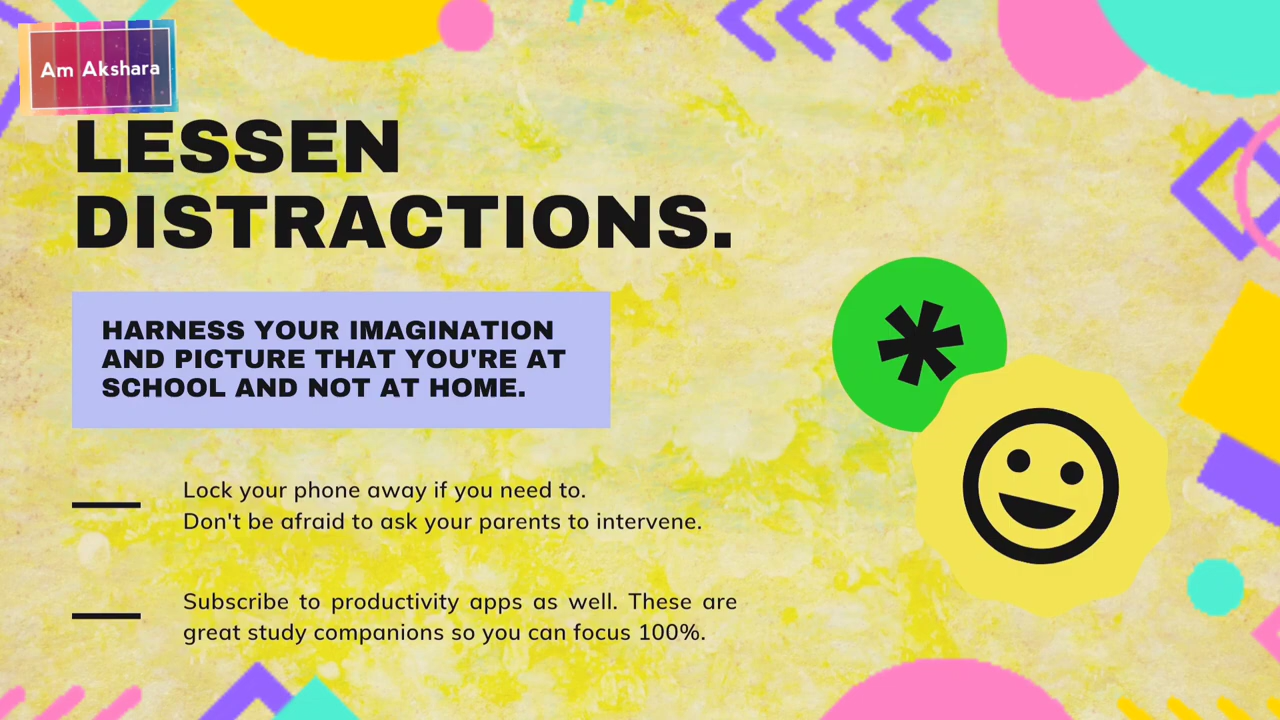 Am Akshara
LESSEN
DISTRACTIONS.
HARNESS YOUR IMAGINATION
AND PICTURE THAT YOU'RE AT
SCHOOL AND NOT AT HOME.
Lock your phone away if you need to.
Don't be afraid to ask your parents to intervene.
Subscribe to productivity apps as well. These are
great study companions so you can focus 100%.